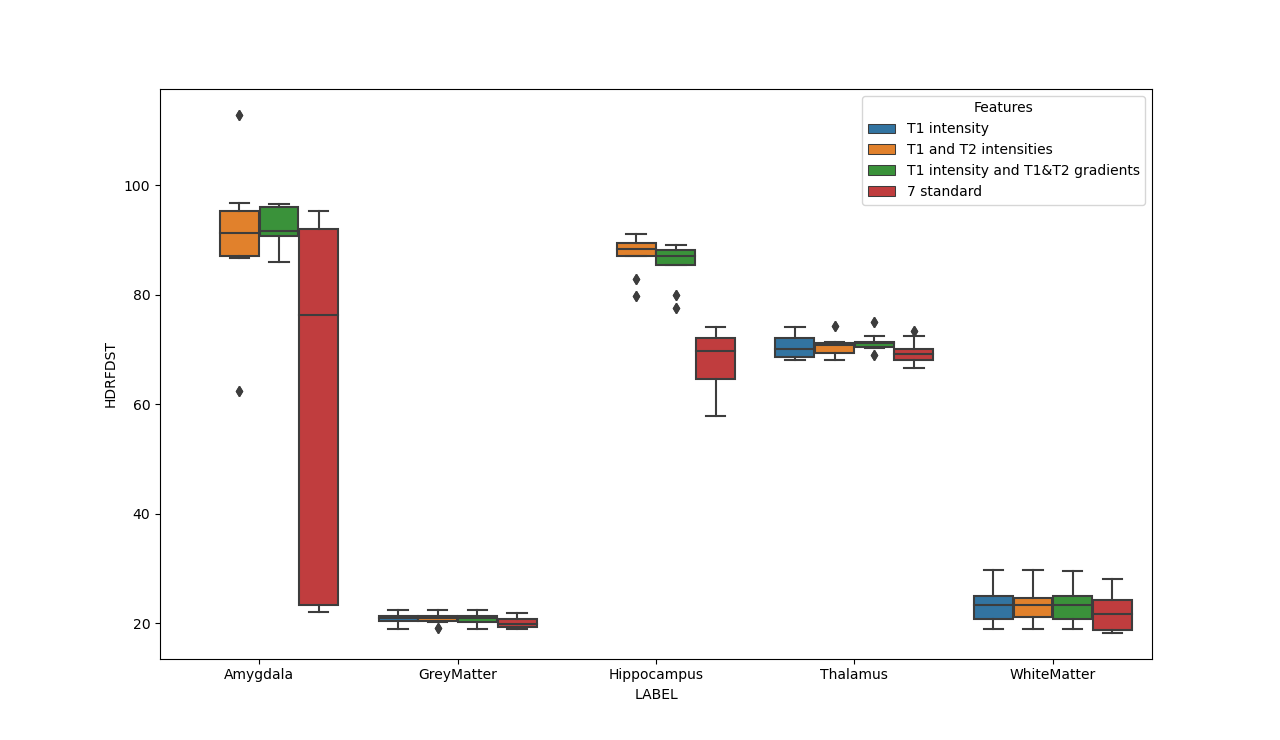 Features
T1 intensity
T1 and T2 intensities
T1 intensity and T1&T2 gradients
7 standard
HDRFDST
100
80
60
40
20
Amygdala GreyMatter Hippocampus Thalamus WhiteMatter
LABEL